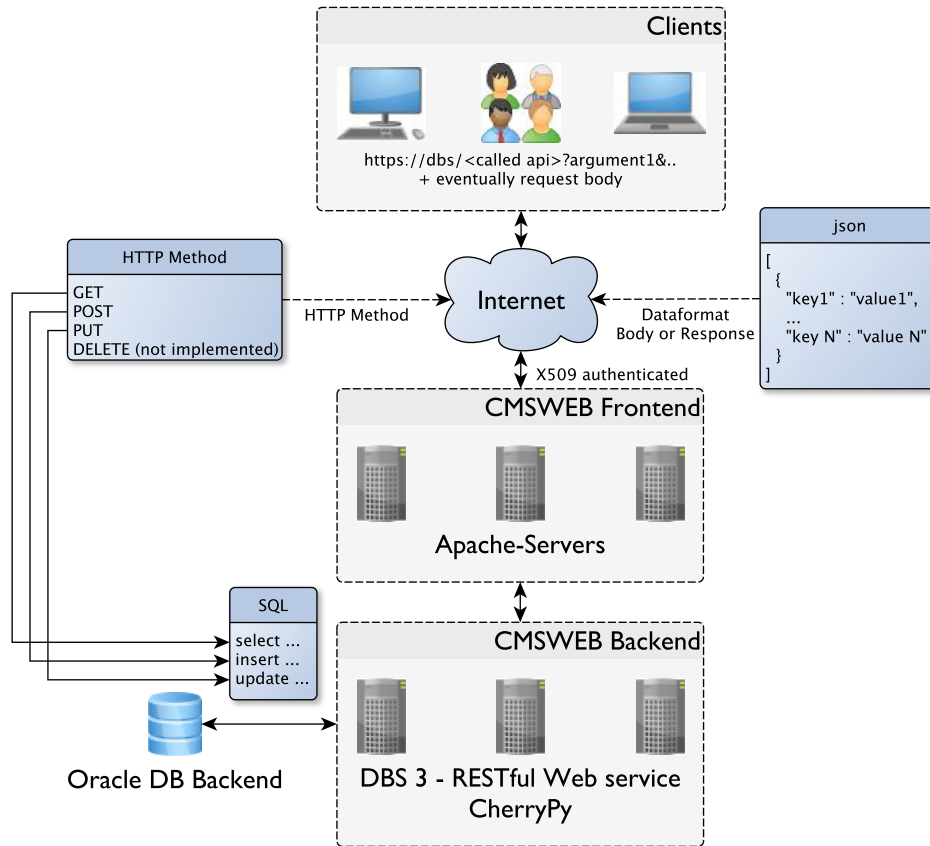 Clients
https://dbs/<called api>?argument1&..
+ eventually request body
HTTP Method
GET
POST
PUT
DELETE (not implemented)
HTTP Method
Internet
Dataformat
Body or Response
json
[
{
"key1" : "value1",
...
"key N" : "value N"
}
]
X509 authenticated
CMSWEB Frontend
Apache-Servers
SQL
select ...
insert ...
update ...
CMSWEB Backend
DBS 3 - RESTful Web service
CherryPy
Oracle DB Backend